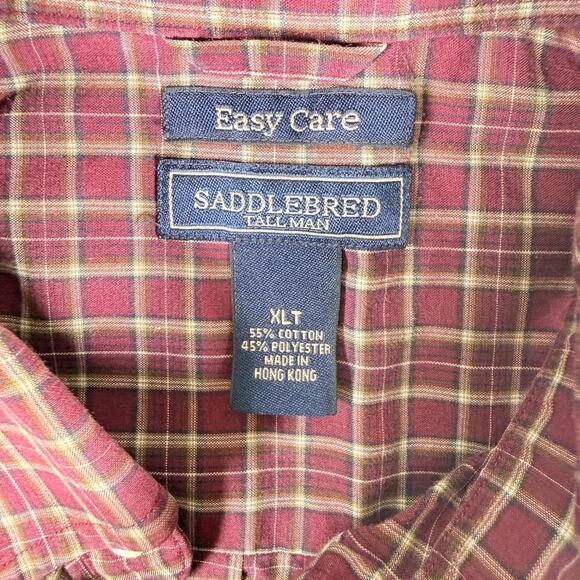 Easy Care
SADDLEBRED
TALL MAN
XLT
55% COTTON
45% POLYESTER
MADE IN
HONG KONG